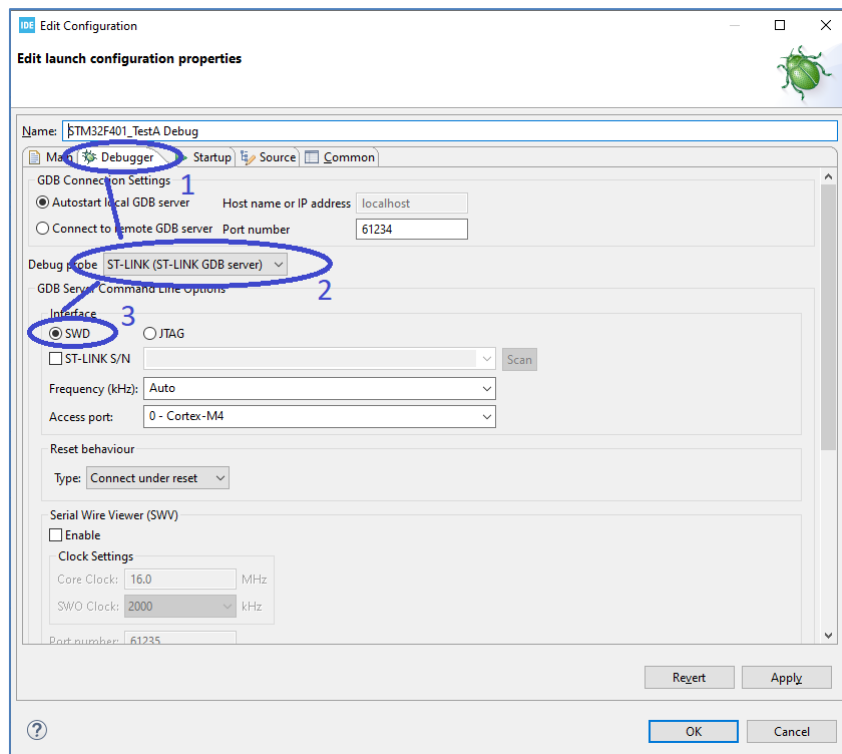 IDE Edit Configuration
Edit launch configuration properties
Name: STM32F401_TestA Debug
Main Debugger Startup Source Common
1
GDB Connection Settings
Autostart local GDB server Host name or IP address localhost
Connect to remote GDB server Port number 61234
Debug probe ST-LINK (ST-LINK GDB server)
2
GDB Server Command Line Options
Interface
3
SWD JTAG
ST-LINK S/N Scan
Frequency (kHz): Auto
Access port: 0 - Cortex-M4
Reset behaviour
Type: Connect under reset
Serial Wire Viewer (SWV)
Enable
Clock Settings
Core Clock: 16.0 MHz
SWO Clock: 2000 kHz
Port number: 61235
Revert Apply
? OK Cancel